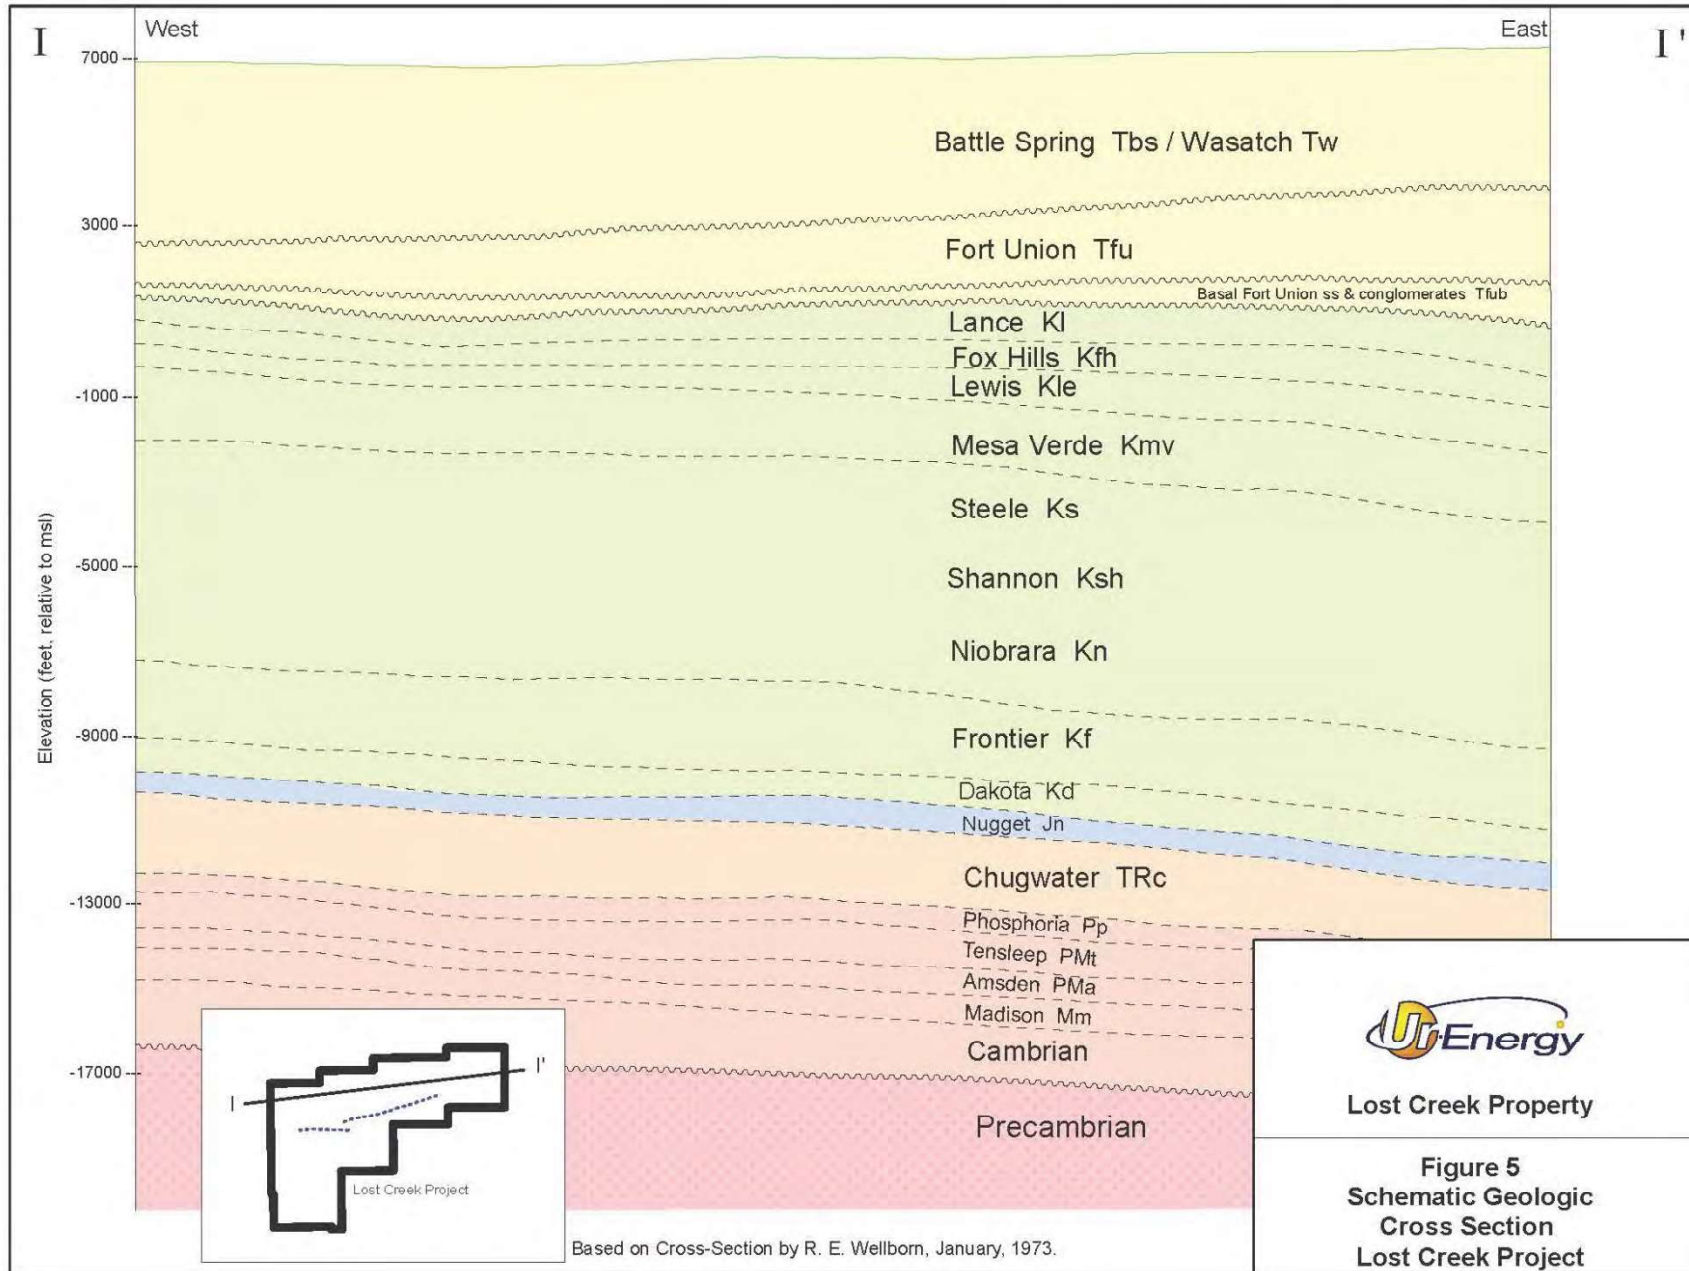 I
West
East
I'
7000
3000
-1000
-5000
-9000
-13000
-17000
Elevation (feet, relative to msl)
Battle Spring Tbs / Wasatch Tw
Fort Union Tfu
Basal Fort Union ss & conglomerates Tfub
Lance Kl
Fox Hills Kfh
Lewis Kle
Mesa Verde Kmv
Steele Ks
Shannon Ksh
Niobrara Kn
Frontier Kf
Dakota Kd
Nugget Jn
Chugwater TRc
Phosphoria Pp
Tensleep PMt
Amsden PMa
Madison Mm
Cambrian
Precambrian
I
I'
Lost Creek Project
Based on Cross-Section by R. E. Wellborn, January, 1973.
Ur-Energy
Lost Creek Property
Figure 5
Schematic Geologic
Cross Section
Lost Creek Project